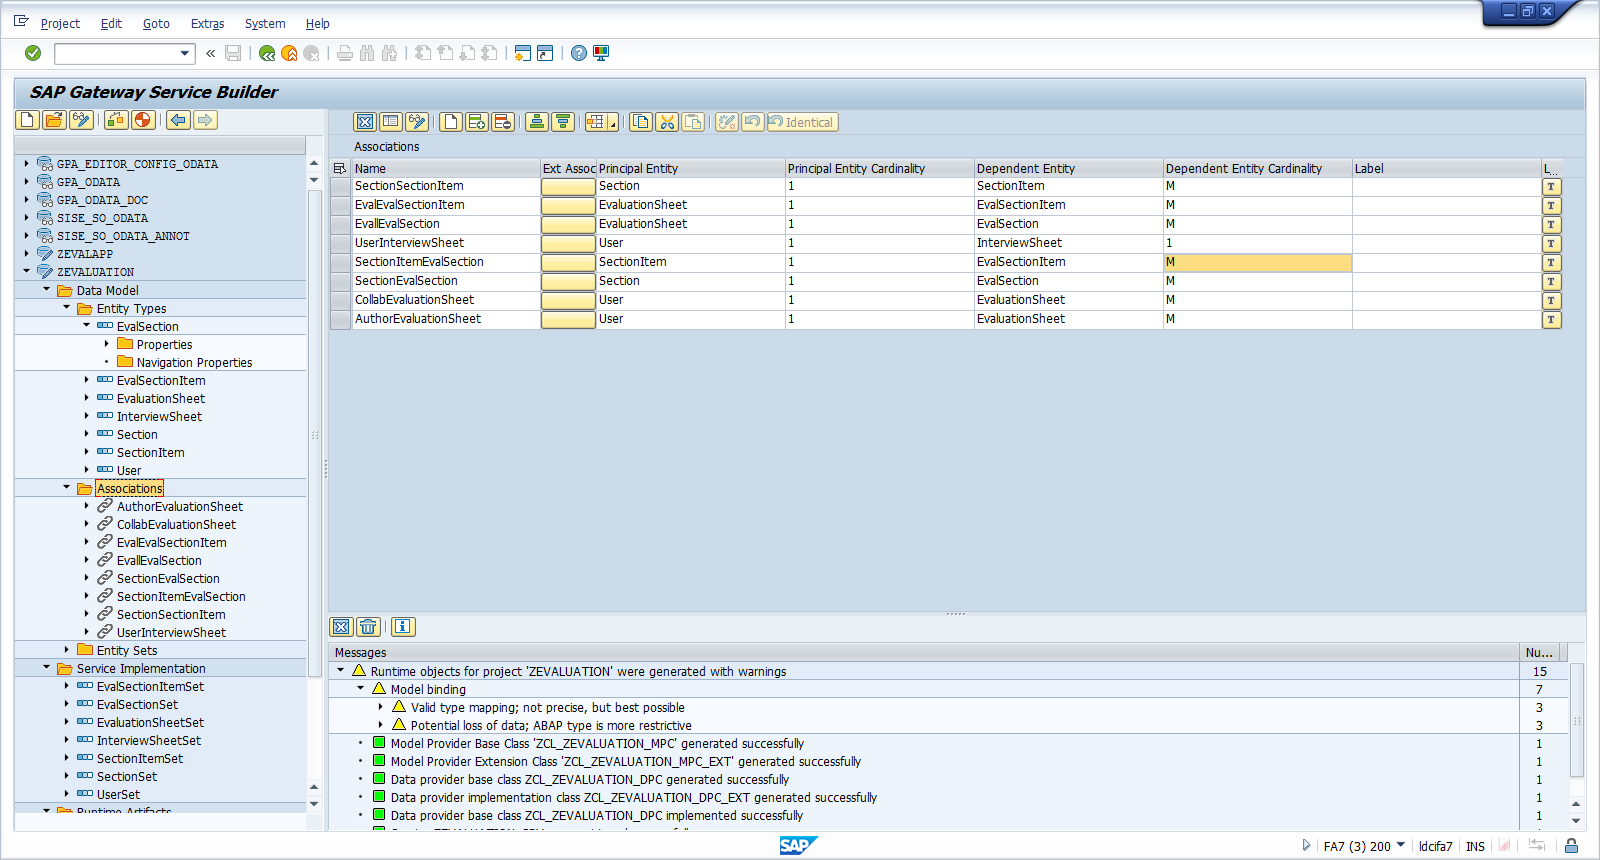 Project Edit Goto Extras System Help
SAP Gateway Service Builder
Identical
Associations
Name Ext Assoc Principal Entity Principal Entity Cardinality Dependent Entity Dependent Entity Cardinality Label L...
SectionSectionItem Section 1 SectionItem M T
EvalEvalSectionItem EvaluationSheet 1 EvalSectionItem M T
EvallEvalSection EvaluationSheet 1 EvalSection M T
UserInterviewSheet User 1 InterviewSheet 1 T
SectionItemEvalSection SectionItem 1 EvalSectionItem M T
SectionEvalSection Section 1 EvalSection M T
CollabEvaluationSheet User 1 EvaluationSheet M T
AuthorEvaluationSheet User 1 EvaluationSheet M T
GPA_EDITOR_CONFIG_ODATA
GPA_ODATA
GPA_ODATA_DOC
SISE_SO_ODATA
SISE_SO_ODATA_ANNOT
ZEVALAPP
ZEVALUATION
Data Model
Entity Types
EvalSection
Properties
Navigation Properties
EvalSectionItem
EvaluationSheet
InterviewSheet
Section
SectionItem
User
Associations
AuthorEvaluationSheet
CollabEvaluationSheet
EvalEvalSectionItem
EvallEvalSection
SectionEvalSection
SectionItemEvalSection
SectionSectionItem
UserInterviewSheet
Entity Sets
Service Implementation
EvalSectionItemSet
EvalSectionSet
EvaluationSheetSet
InterviewSheetSet
SectionItemSet
SectionSet
UserSet
Runtime Artifacts
Messages Nu...
Runtime objects for project 'ZEVALUATION' were generated with warnings 15
Model binding 7
Valid type mapping; not precise, but best possible 3
Potential loss of data; ABAP type is more restrictive 3
Model Provider Base Class 'ZCL_ZEVALUATION_MPC' generated successfully 1
Model Provider Extension Class 'ZCL_ZEVALUATION_MPC_EXT' generated successfully 1
Data provider base class ZCL_ZEVALUATION_DPC generated successfully 1
Data provider implementation class ZCL_ZEVALUATION_DPC_EXT generated successfully 1
Data provider base class ZCL_ZEVALUATION_DPC implemented successfully 1
SAP FA7 (3) 200 ldcifa7 INS